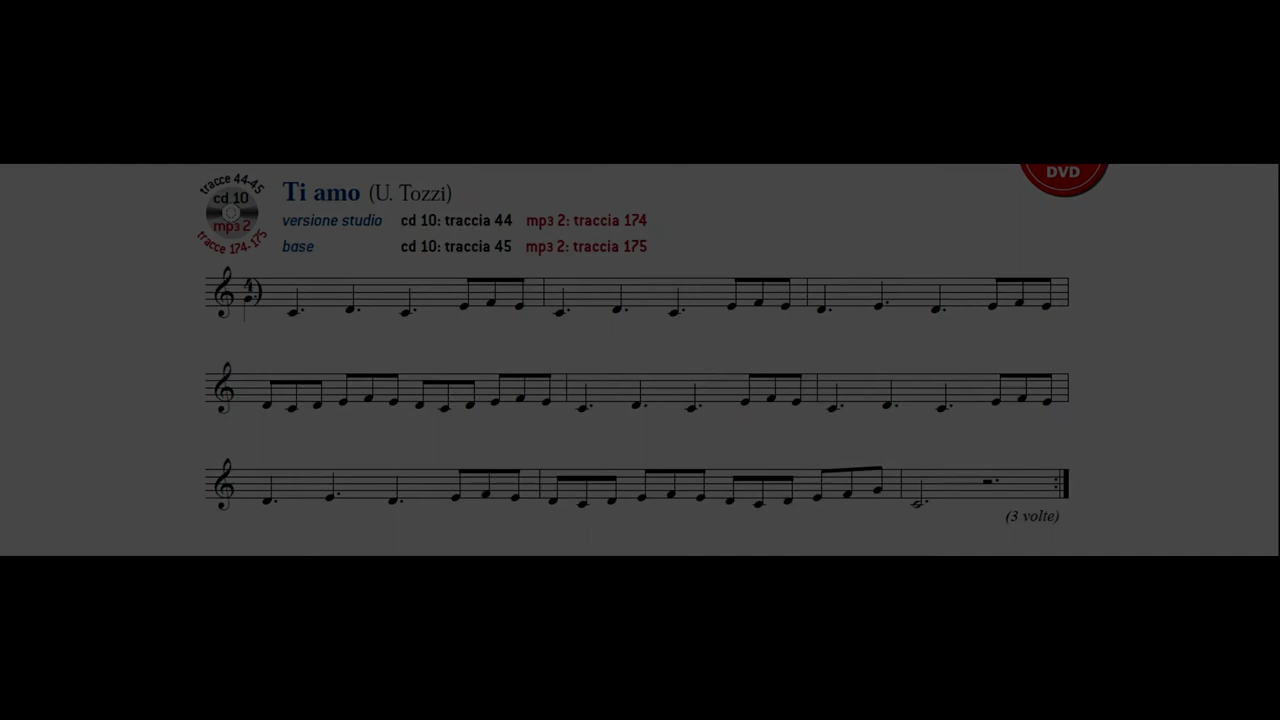 tracce 44-45
cd 10
mp3 2
tracce 174-175
DVD
Ti amo (U. Tozzi)
versione studio cd 10: traccia 44 mp3 2: traccia 174
base cd 10: traccia 45 mp3 2: traccia 175
(3 volte)